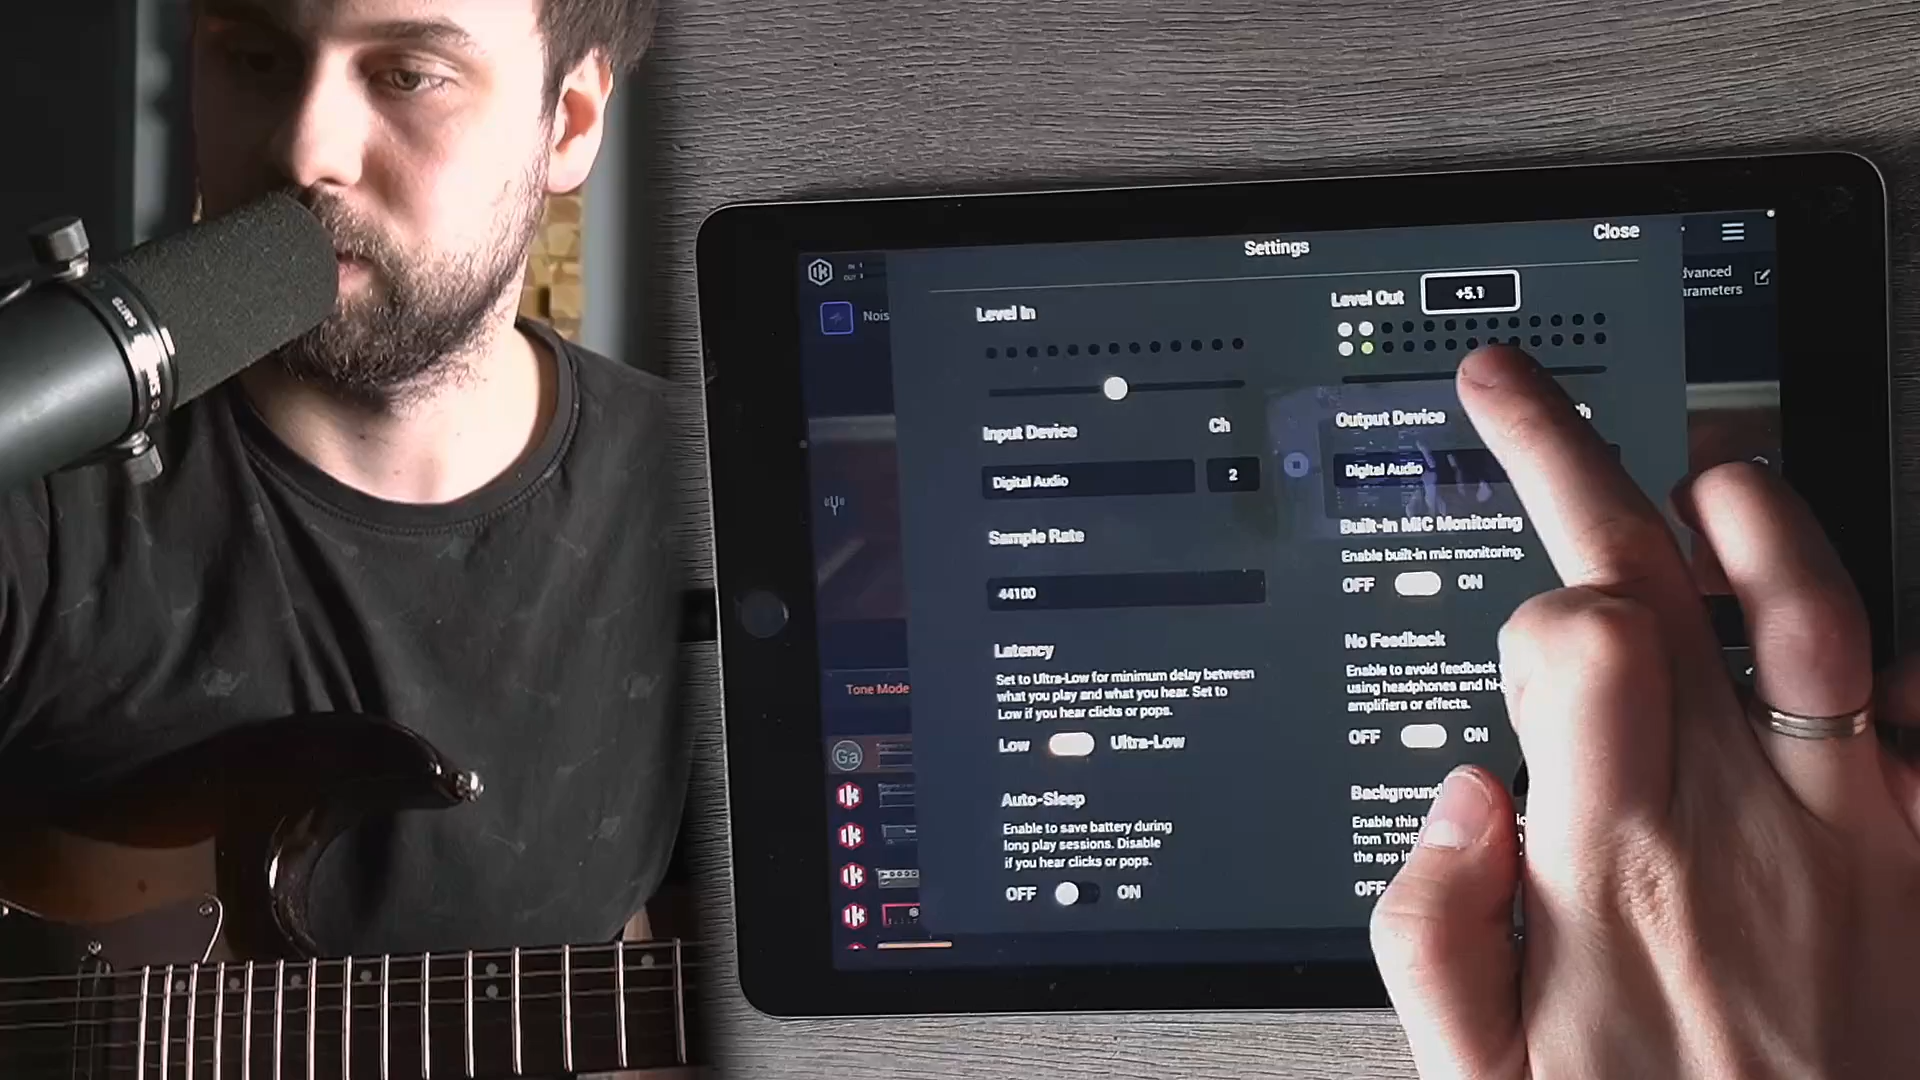 Settings
Close
Level In
Level Out
+5.1
Input Device
Ch
Digital Audio
2
Output Device
Digital Audio
Sample Rate
44100
Built-In MIC Monitoring
Enable built-in mic monitoring.
OFF
ON
Latency
Set to Ultra-Low for minimum delay between
what you play and what you hear. Set to
Low if you hear clicks or pops.
Low
Ultra-Low
No Feedback
Enable to avoid feedback
using headphones and hi-
amplifiers or effects.
OFF
ON
Auto-Sleep
Enable to save battery during
long play sessions. Disable
if you hear clicks or pops.
OFF
ON
Background
Enable this
from TONE
the app
OFF
IN 1
OUT 1
Nois
dvanced
arameters
Tone Mode
Ga